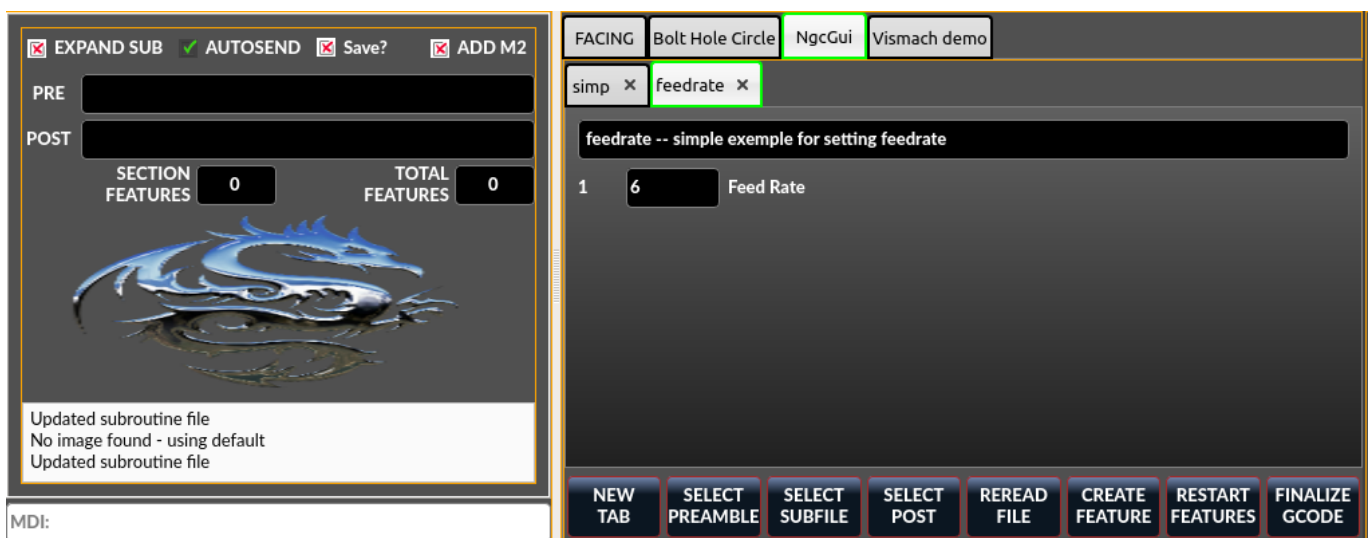 EXPAND SUB AUTOSEND Save? ADD M2
PRE
POST
SECTION FEATURES 0 TOTAL FEATURES 0
Updated subroutine file
No image found - using default
Updated subroutine file
MDI:
FACING Bolt Hole Circle NgcGui Vismach demo
simp × feedrate ×
feedrate -- simple exemple for setting feedrate
1 6 Feed Rate
NEW TAB SELECT PREAMBLE SELECT SUBFILE SELECT POST REREAD FILE CREATE FEATURE RESTART FEATURES FINALIZE GCODE